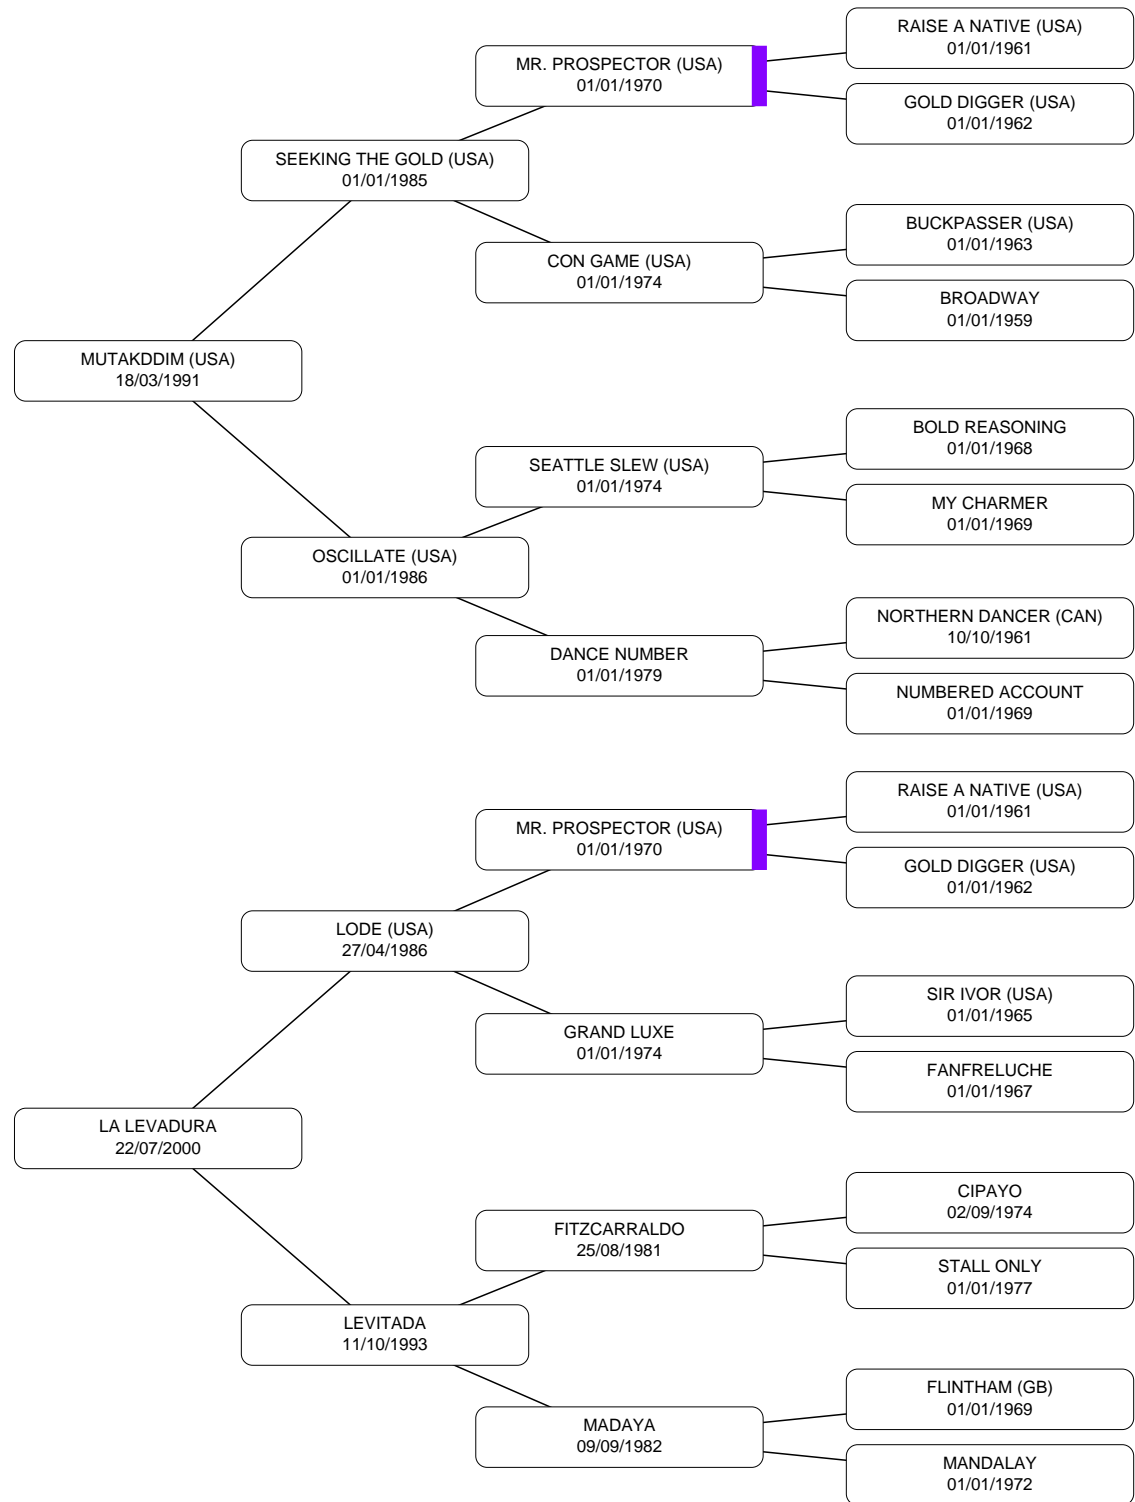 RAISE A NATIVE (USA)
01/01/1961
MR. PROSPECTOR (USA)
01/01/1970
GOLD DIGGER (USA)
01/01/1962
SEEKING THE GOLD (USA)
01/01/1985
BUCKPASSER (USA)
01/01/1963
CON GAME (USA)
01/01/1974
BROADWAY
01/01/1959
MUTAKDDIM (USA)
18/03/1991
BOLD REASONING
01/01/1968
SEATTLE SLEW (USA)
01/01/1974
MY CHARMER
01/01/1969
OSCILLATE (USA)
01/01/1986
NORTHERN DANCER (CAN)
10/10/1961
DANCE NUMBER
01/01/1979
NUMBERED ACCOUNT
01/01/1969
RAISE A NATIVE (USA)
01/01/1961
MR. PROSPECTOR (USA)
01/01/1970
GOLD DIGGER (USA)
01/01/1962
LODE (USA)
27/04/1986
SIR IVOR (USA)
01/01/1965
GRAND LUXE
01/01/1974
FANFRELUCHE
01/01/1967
LA LEVADURA
22/07/2000
CIPAYO
02/09/1974
FITZCARRALDO
25/08/1981
STALL ONLY
01/01/1977
LEVITADA
11/10/1993
FLINTHAM (GB)
01/01/1969
MADAYA
09/09/1982
MANDALAY
01/01/1972